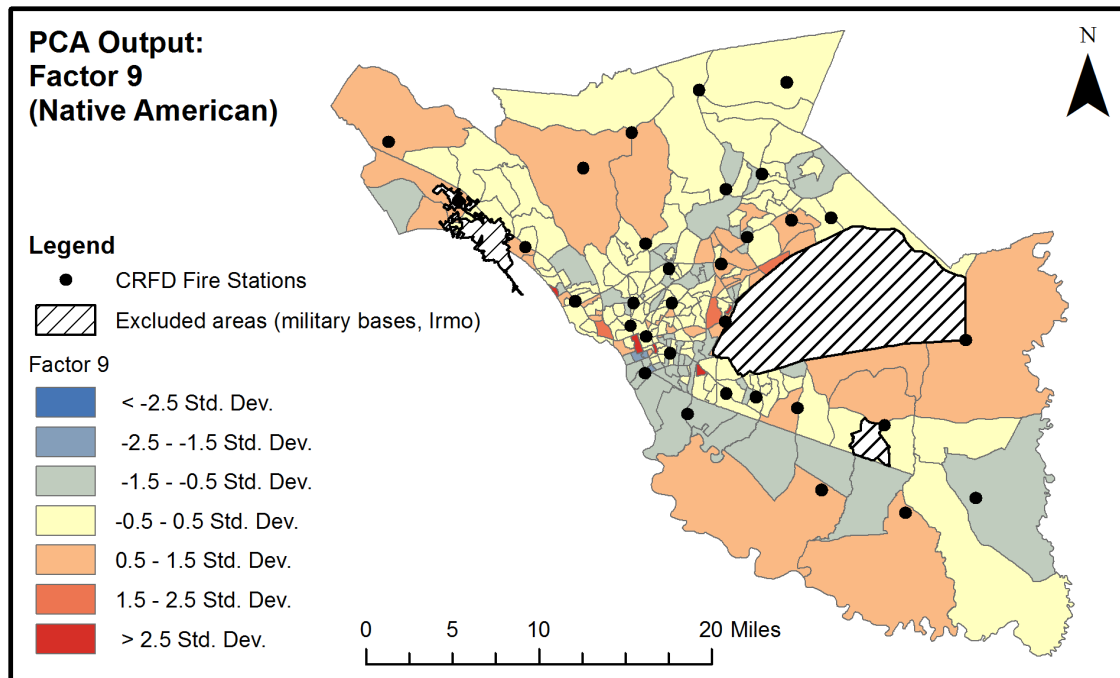 PCA Output:
Factor 9
(Native American)
N
Legend
CRFD Fire Stations
Excluded areas (military bases, Irmo)
Factor 9
< -2.5 Std. Dev.
-2.5 - -1.5 Std. Dev.
-1.5 - -0.5 Std. Dev.
-0.5 - 0.5 Std. Dev.
0.5 - 1.5 Std. Dev.
1.5 - 2.5 Std. Dev.
> 2.5 Std. Dev.
0 5 10 20 Miles